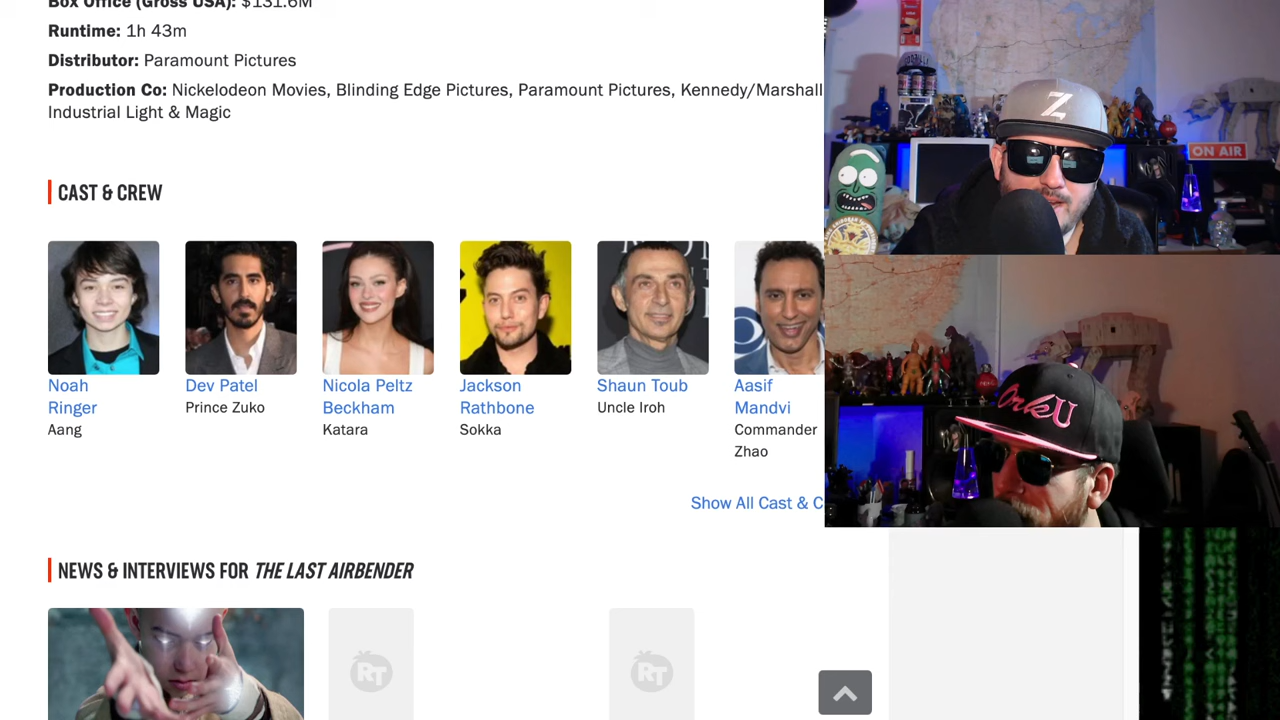 Box Office (Gross USA): $131.6M
Runtime: 1h 43m
Distributor: Paramount Pictures
Production Co: Nickelodeon Movies, Blinding Edge Pictures, Paramount Pictures, Kennedy/Marshall
Industrial Light & Magic
CAST & CREW
Noah
Ringer
Aang
Dev Patel
Prince Zuko
Nicola Peltz
Beckham
Katara
Jackson
Rathbone
Sokka
Shaun Toub
Uncle Iroh
Aasif
Mandvi
Commander
Zhao
Show All Cast & C
NEWS & INTERVIEWS FOR THE LAST AIRBENDER
RT
RT
Z
ON AIR
OrkU